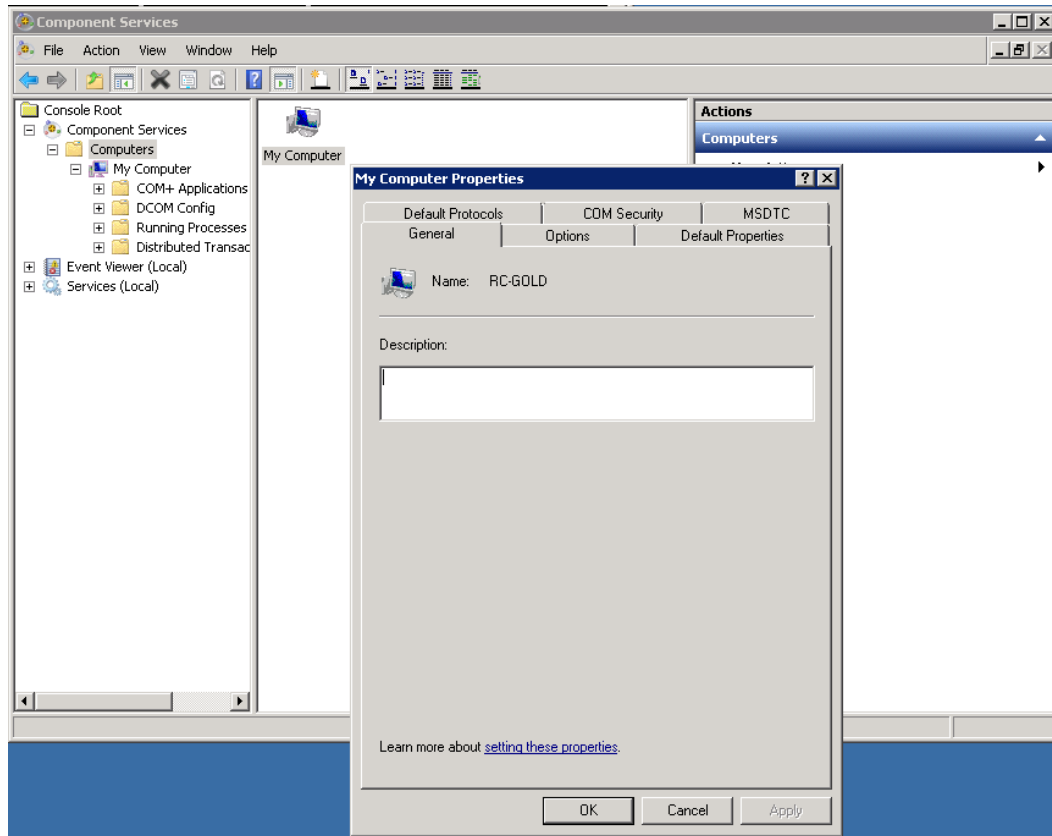 Component Services
File Action View Window Help
Console Root
Component Services
Computers
My Computer
COM+ Applications
DCOM Config
Running Processes
Distributed Transac
Event Viewer (Local)
Services (Local)
My Computer
Actions
Computers
My Computer Properties
Default Protocols COM Security MSDTC
General Options Default Properties
Name: RC-GOLD
Description:
Learn more about setting these properties.
OK Cancel Apply